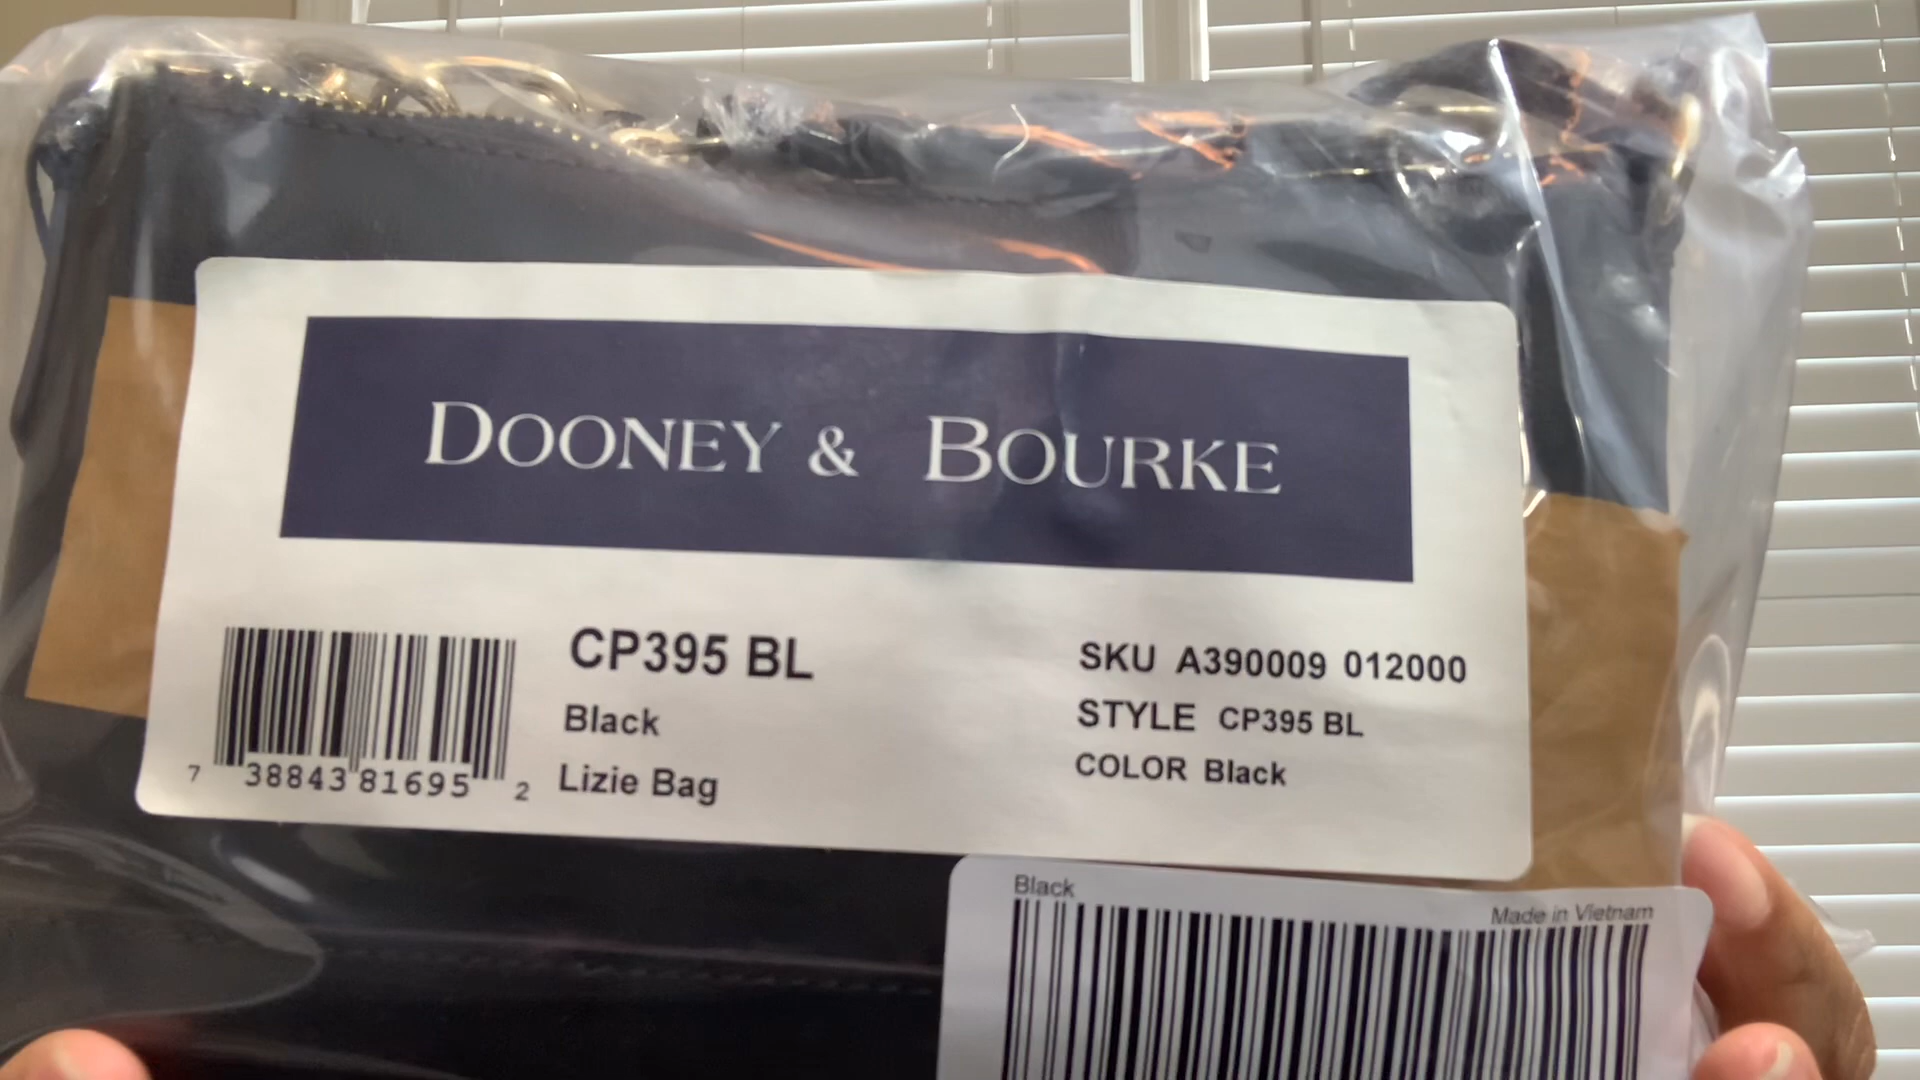 DOONEY & BOURKE
CP395 BL
Black
Lizie Bag
7 38843 81695 2
SKU A390009 012000
STYLE CP395 BL
COLOR Black
Black
Made in Vietnam